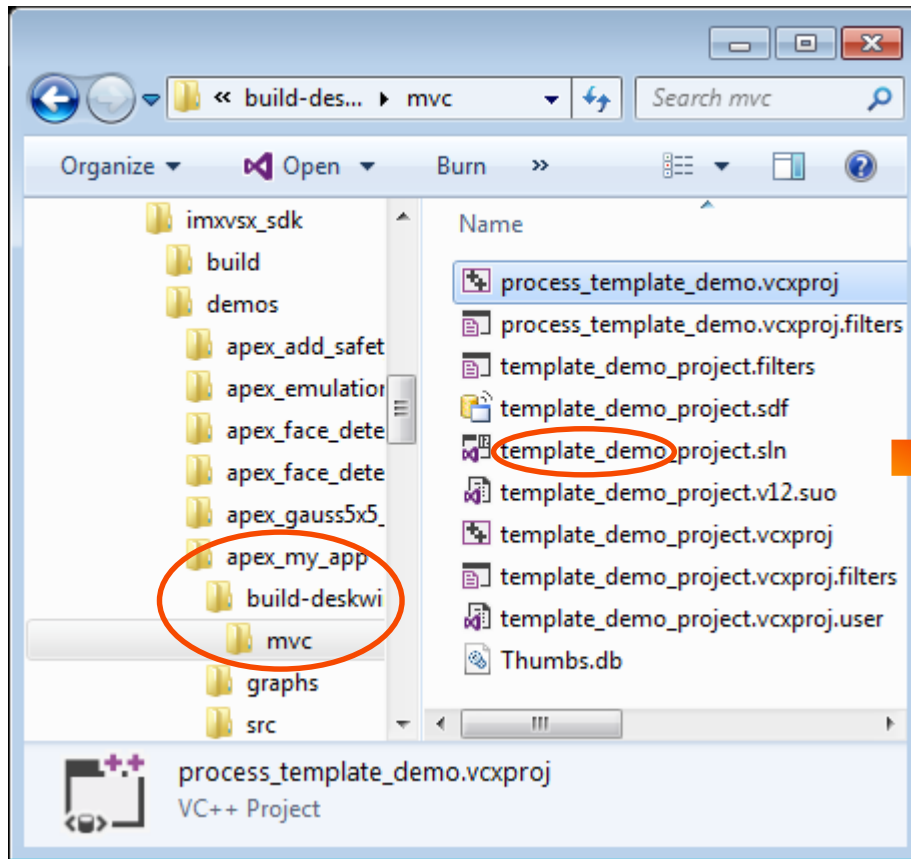 « build-des... mvc
Search mvc
Organize Open Burn »
imxvsx_sdk
build
demos
apex_add_safet
apex_emulation
apex_face_dete
apex_face_dete
apex_gauss5x5_
apex_my_app
build-deskwi
mvc
graphs
src
Name
process_template_demo.vcxproj
process_template_demo.vcxproj.filters
template_demo_project.filters
template_demo_project.sdf
template_demo_project.sln
template_demo_project.v12.suo
template_demo_project.vcxproj
template_demo_project.vcxproj.filters
template_demo_project.vcxproj.user
Thumbs.db
process_template_demo.vcxproj
VC++ Project